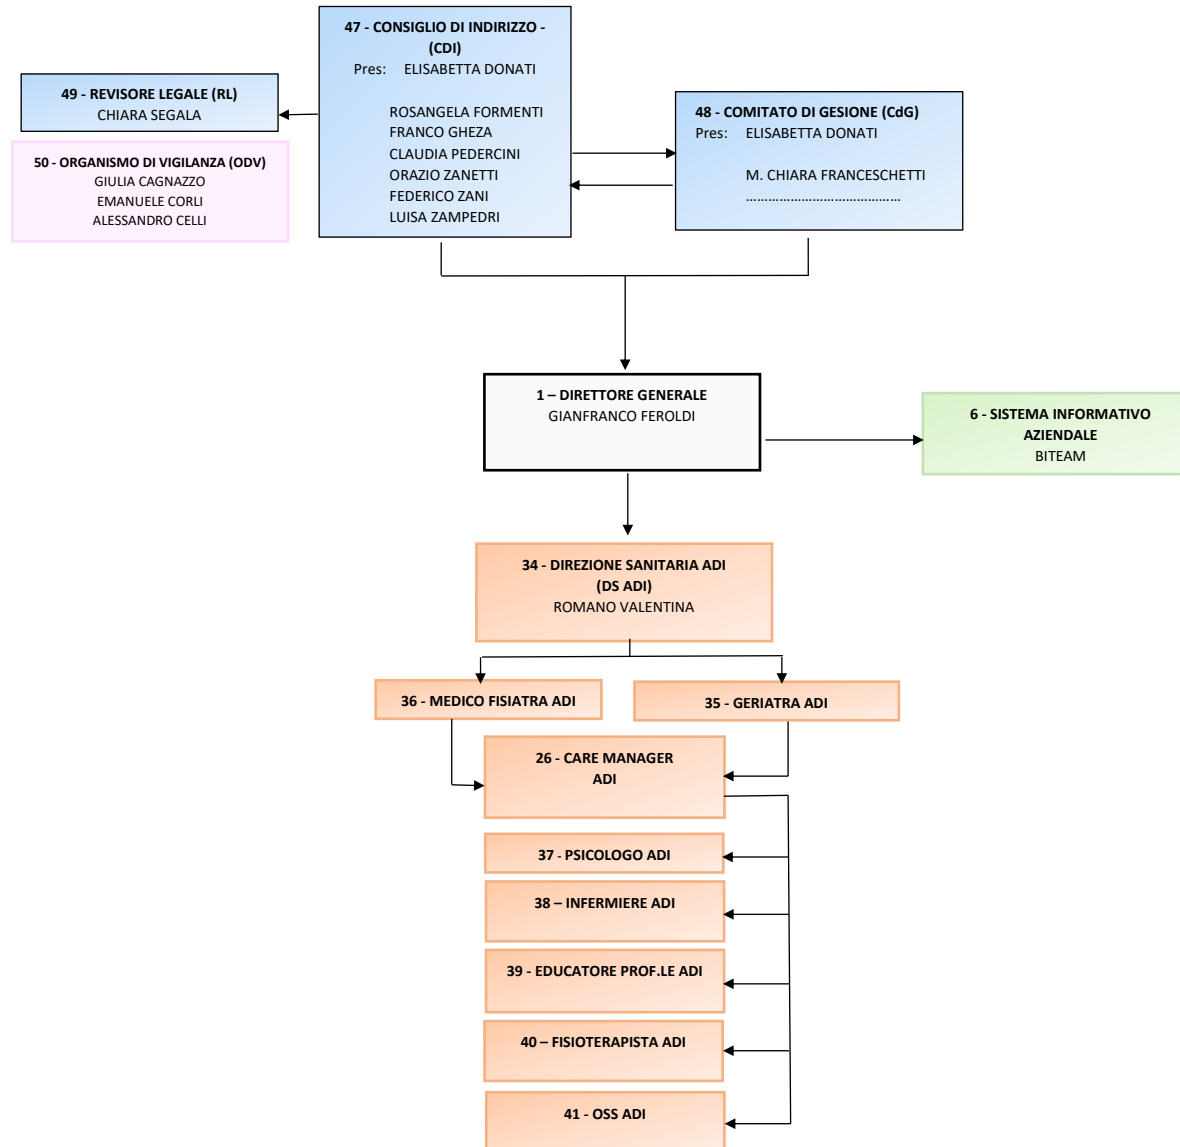 47 - CONSIGLIO DI INDIRIZZO -
(CDI)
Pres: ELISABETTA DONATI
ROSANGELA FORMENTI
FRANCO GHEZA
CLAUDIA PEDERCINI
ORAZIO ZANETTI
FEDERICO ZANI
LUISA ZAMPEDRI
49 - REVISORE LEGALE (RL)
CHIARA SEGALA
50 - ORGANISMO DI VIGILANZA (ODV)
GIULIA CAGNAZZO
EMANUELE CORLI
ALESSANDRO CELLI
48 – COMITATO DI GESIONE (CdG)
Pres: ELISABETTA DONATI
M. CHIARA FRANCESCHETTI
…………………………………
1 – DIRETTORE GENERALE
GIANFRANCO FEROLDI
6 - SISTEMA INFORMATIVO
AZIENDALE
BITEAM
34 - DIREZIONE SANITARIA ADI
(DS ADI)
ROMANO VALENTINA
36 - MEDICO FISIATRA ADI
35 - GERIATRA ADI
26 - CARE MANAGER
ADI
37 - PSICOLOGO ADI
38 – INFERMIERE ADI
39 - EDUCATORE PROF.LE ADI
40 – FISIOTERAPISTA ADI
41 - OSS ADI